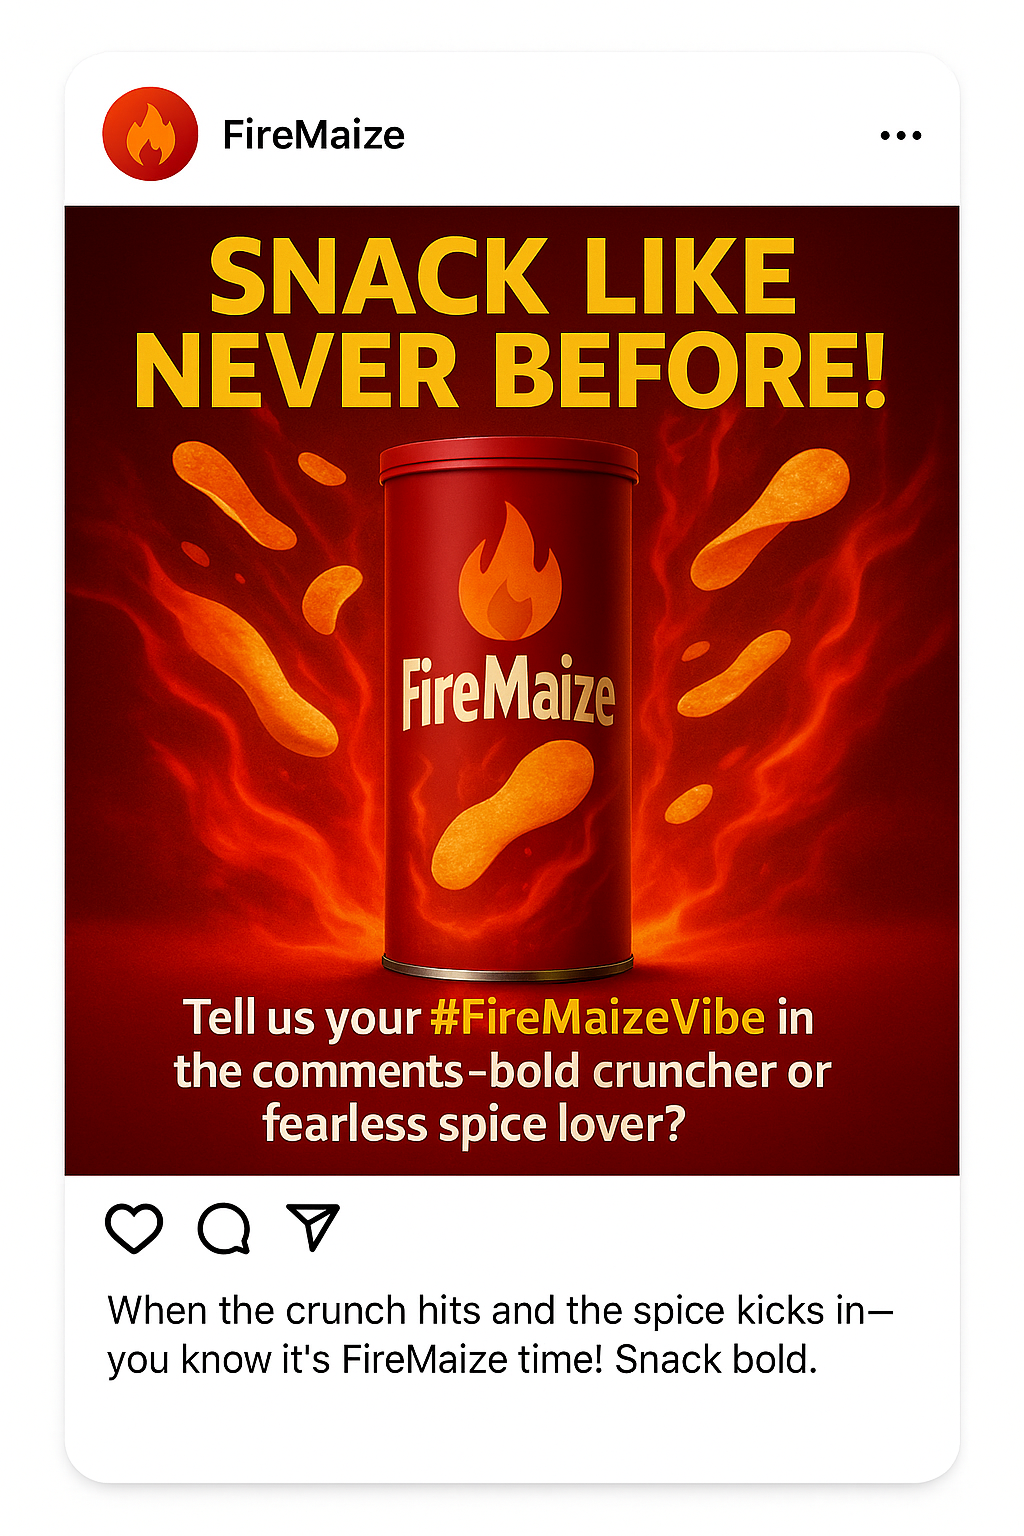 FireMaize
SNACK LIKE
NEVER BEFORE!
FireMaize
Tell us your #FireMaizeVibe in
the comments–bold cruncher or
fearless spice lover?
When the crunch hits and the spice kicks in—
you know it's FireMaize time! Snack bold.